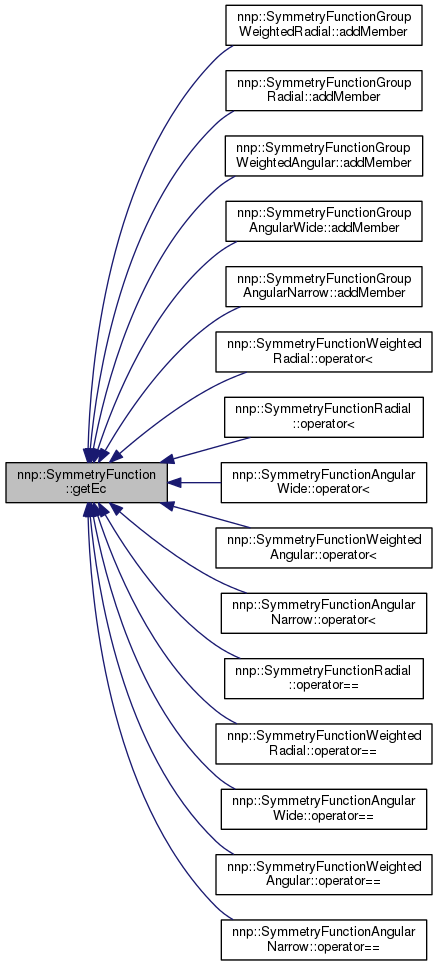 nnp::SymmetryFunctionGroup
WeightedRadial::addMember
nnp::SymmetryFunctionGroup
Radial::addMember
nnp::SymmetryFunctionGroup
WeightedAngular::addMember
nnp::SymmetryFunctionGroup
AngularWide::addMember
nnp::SymmetryFunctionGroup
AngularNarrow::addMember
nnp::SymmetryFunctionWeighted
Radial::operator<
nnp::SymmetryFunctionRadial
::operator<
nnp::SymmetryFunction
::getEc
nnp::SymmetryFunctionAngular
Wide::operator<
nnp::SymmetryFunctionWeighted
Angular::operator<
nnp::SymmetryFunctionAngular
Narrow::operator<
nnp::SymmetryFunctionRadial
::operator==
nnp::SymmetryFunctionWeighted
Radial::operator==
nnp::SymmetryFunctionAngular
Wide::operator==
nnp::SymmetryFunctionWeighted
Angular::operator==
nnp::SymmetryFunctionAngular
Narrow::operator==